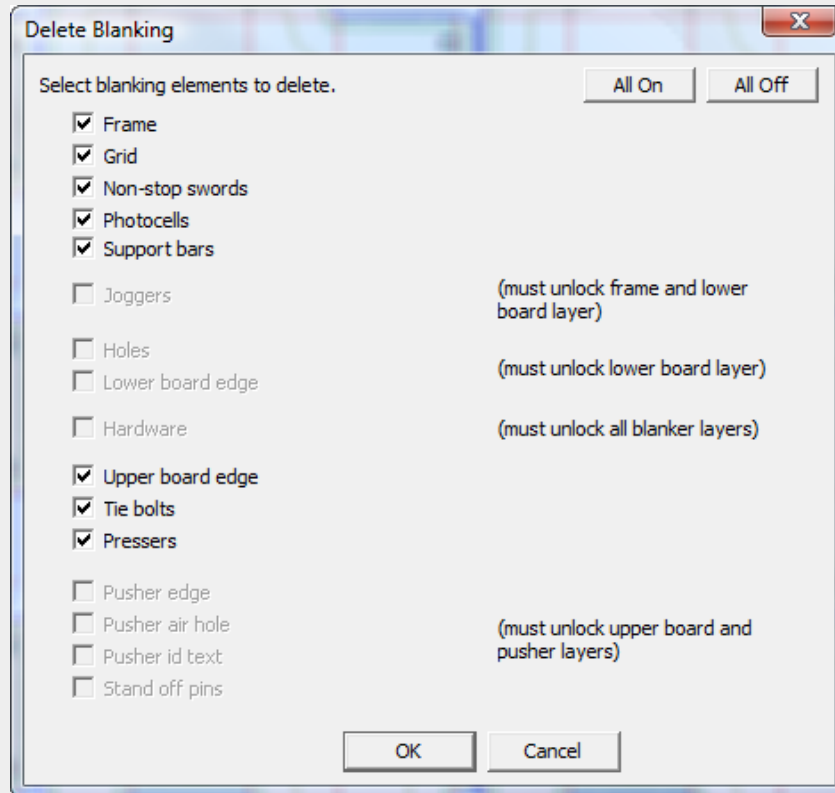 Delete Blanking
X
Select blanking elements to delete.
All On
All Off
Frame
Grid
Non-stop swords
Photocells
Support bars
Joggers
(must unlock frame and lower
board layer)
Holes
Lower board edge
(must unlock lower board layer)
Hardware
(must unlock all blanker layers)
Upper board edge
Tie bolts
Pressers
Pusher edge
Pusher air hole
Pusher id text
Stand off pins
(must unlock upper board and
pusher layers)
OK
Cancel